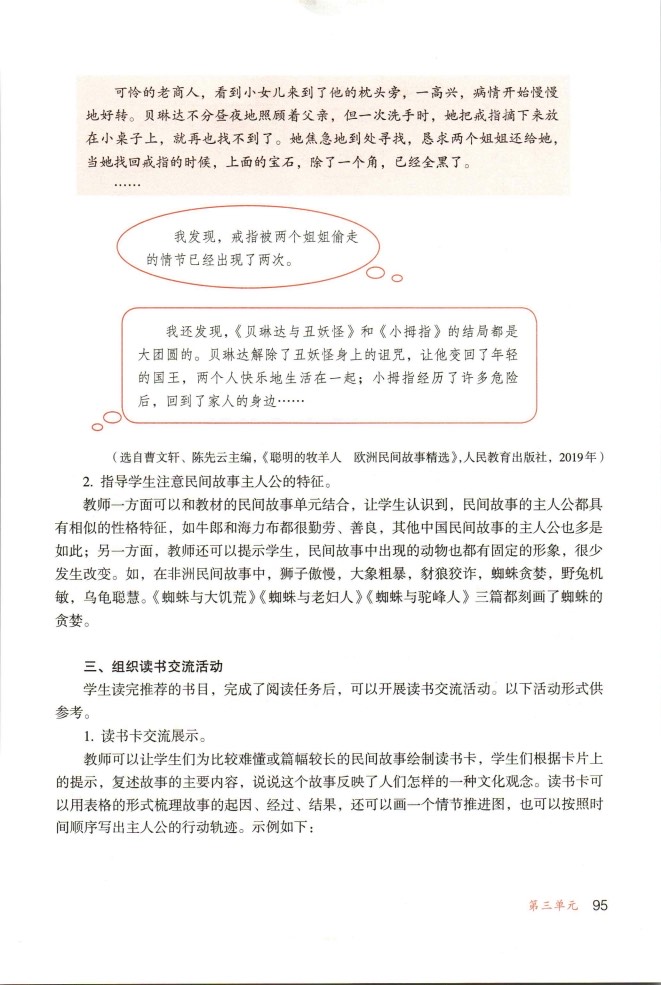 可怜的老商人，看到小女儿来到了他的枕头旁，一高兴，病情开始慢慢
地好转。贝琳达不分昼夜地照顾着父亲，但一次洗手时，她把戒指摘下来放
在小桌子上，就再也找不到了。她焦急地到处寻找，恳求两个姐姐还给她，
当她找回戒指的时候，上面的宝石，除了一个角，已经全黑了。
……
我发现，戒指被两个姐姐偷走
的情节已经出现了两次。
我还发现，《贝琳达与丑妖怪》和《小拇指》的结局都是
大团圆的。贝琳达解除了丑妖怪身上的诅咒，让他变回了年轻
的国王，两个人快乐地生活在一起；小拇指经历了许多危险
后，回到了家人的身边……
（选自曹文轩、陈先云主编，《聪明的牧羊人　欧洲民间故事精选》，人民教育出版社，2019年）
2. 指导学生注意民间故事主人公的特征。
教师一方面可以和教材的民间故事单元结合，让学生认识到，民间故事的主人公都具
有相似的性格特征，如牛郎和海力布都很勤劳、善良，其他中国民间故事的主人公也多是
如此；另一方面，教师还可以提示学生，民间故事中出现的动物也都有固定的形象，很少
发生改变。如，在非洲民间故事中，狮子傲慢，大象粗暴，豺狼狡诈，蜘蛛贪婪，野兔机
敏，乌龟聪慧。《蜘蛛与大饥荒》《蜘蛛与老妇人》《蜘蛛与驼峰人》三篇都刻画了蜘蛛的
贪婪。
三、组织读书交流活动
学生读完推荐的书目，完成了阅读任务后，可以开展读书交流活动。以下活动形式供
参考。
1. 读书卡交流展示。
教师可以让学生们为比较难懂或篇幅较长的民间故事绘制读书卡，学生们根据卡片上
的提示，复述故事的主要内容，说说这个故事反映了人们怎样的一种文化观念。读书卡可
以用表格的形式梳理故事的起因、经过、结果，还可以画一个情节推进图，也可以按照时
间顺序写出主人公的行动轨迹。示例如下：
第三单元 95